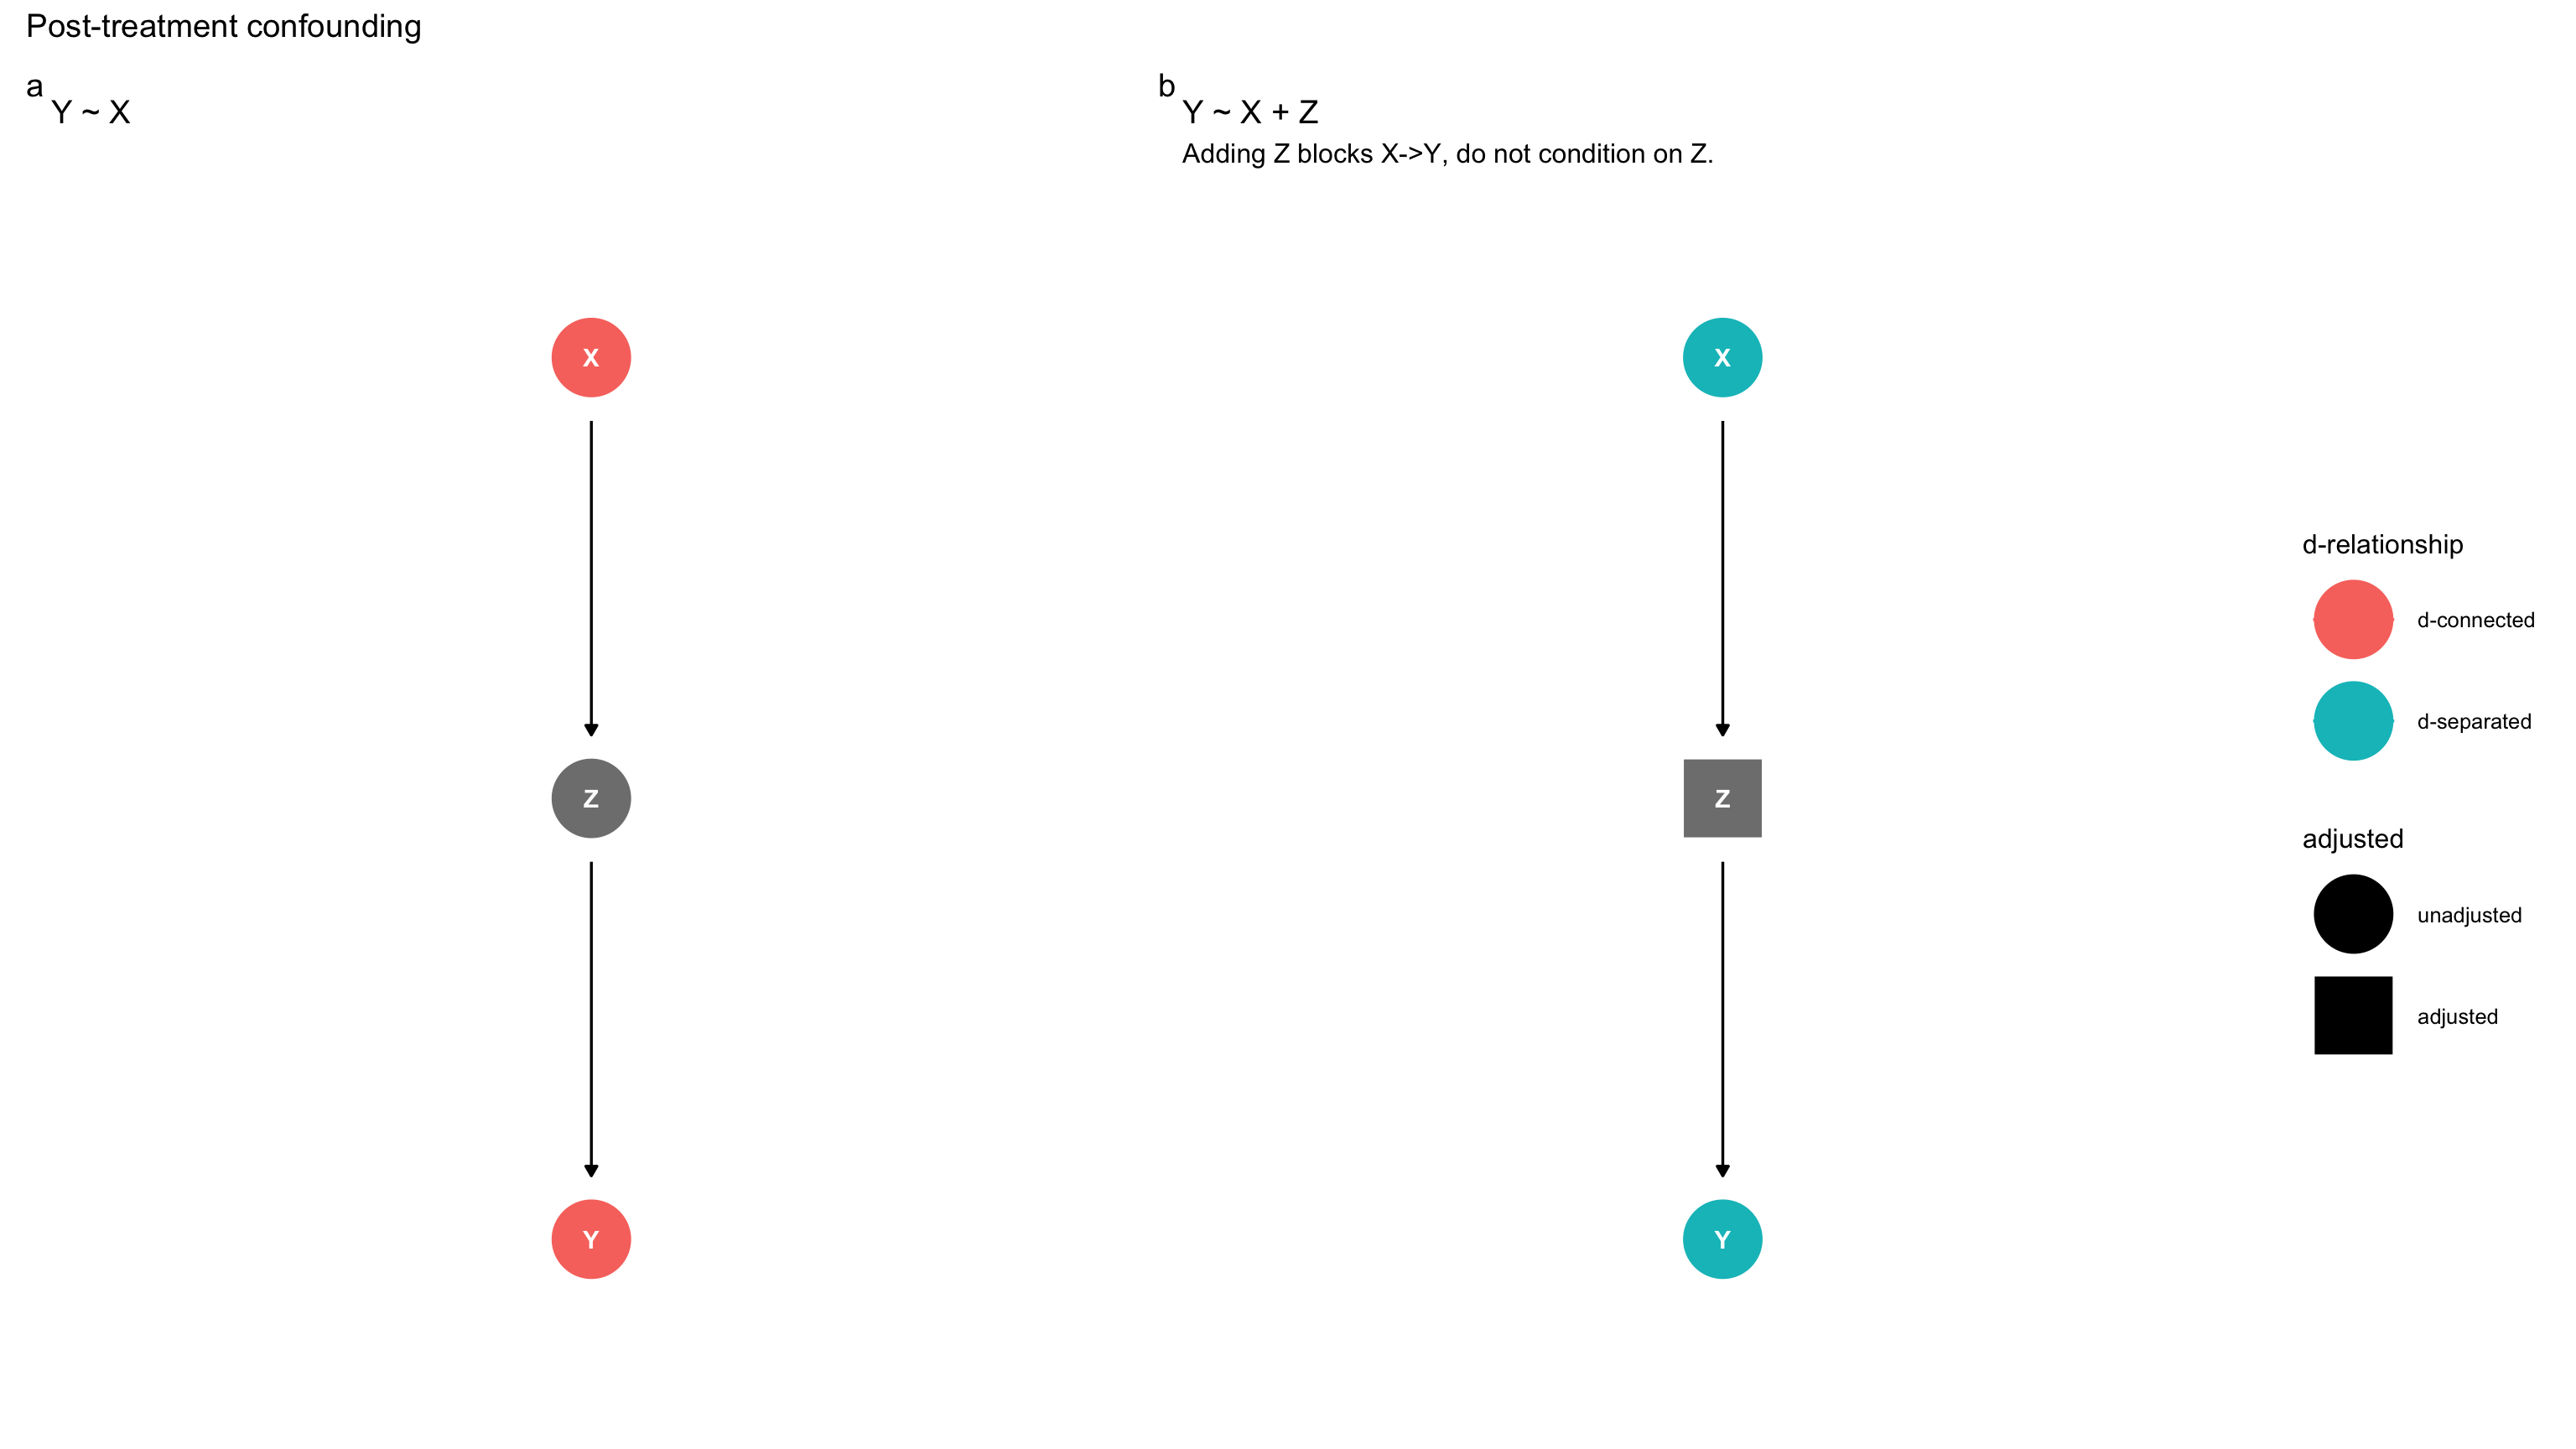 Post-treatment confounding
a
Y ~ X
X
Z
Y
b
Y ~ X + Z
Adding Z blocks X->Y, do not condition on Z.
X
Z
Y
d-relationship
d-connected
d-separated
adjusted
unadjusted
adjusted